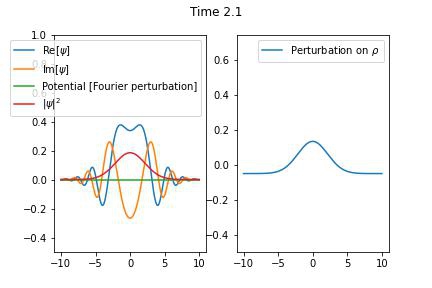 Time 2.1
Re[ψ]
Im[ψ]
Potential [Fourier perturbation]
|ψ|²
1.0
0.8
0.6
0.4
0.2
0.0
−0.2
−0.4
−10 −5 0 5 10
Perturbation on ρ
0.6
0.4
0.2
0.0
−0.2
−0.4
−10 −5 0 5 10